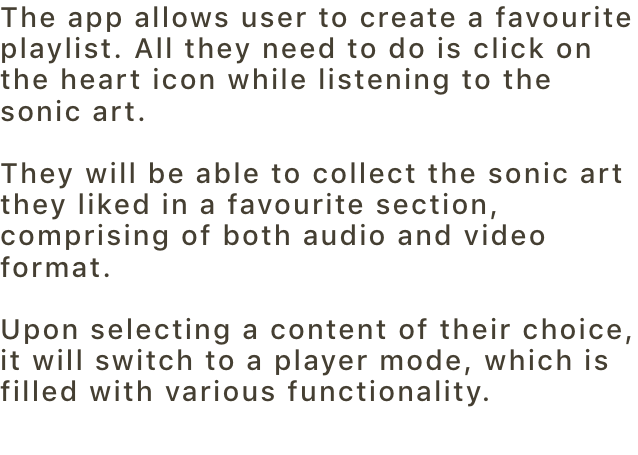 The app allows user to create a favourite
playlist. All they need to do is click on
the heart icon while listening to the
sonic art.
They will be able to collect the sonic art
they liked in a favourite section,
comprising of both audio and video
format.
Upon selecting a content of their choice,
it will switch to a player mode, which is
filled with various functionality.